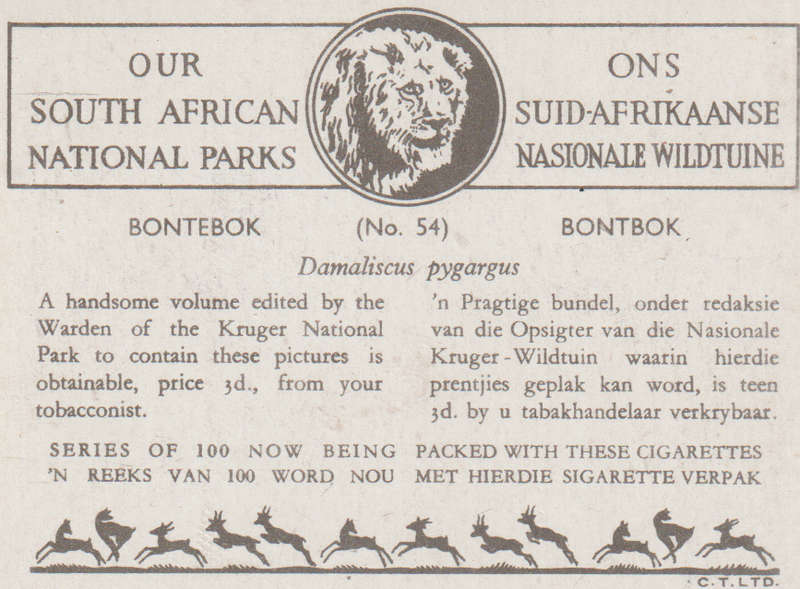 OUR
SOUTH AFRICAN
NATIONAL PARKS
ONS
SUID-AFRIKAANSE
NASIONALE WILDTUINE
BONTEBOK (No. 54) BONTBOK
Damaliscus pygargus
A handsome volume edited by the
Warden of the Kruger National
Park to contain these pictures is
obtainable, price 3d., from your
tobacconist.
'n Pragtige bundel, onder redaksie
van die Opsigter van die Nasionale
Kruger-Wildtuin waarin hierdie
prentjies geplak kan word, is teen
3d. by u tabakhandelaar verkrybaar.
SERIES OF 100 NOW BEING PACKED WITH THESE CIGARETTES
'N REEKS VAN 100 WORD NOU MET HIERDIE SIGARETTE VERPAK
C.T. LTD.